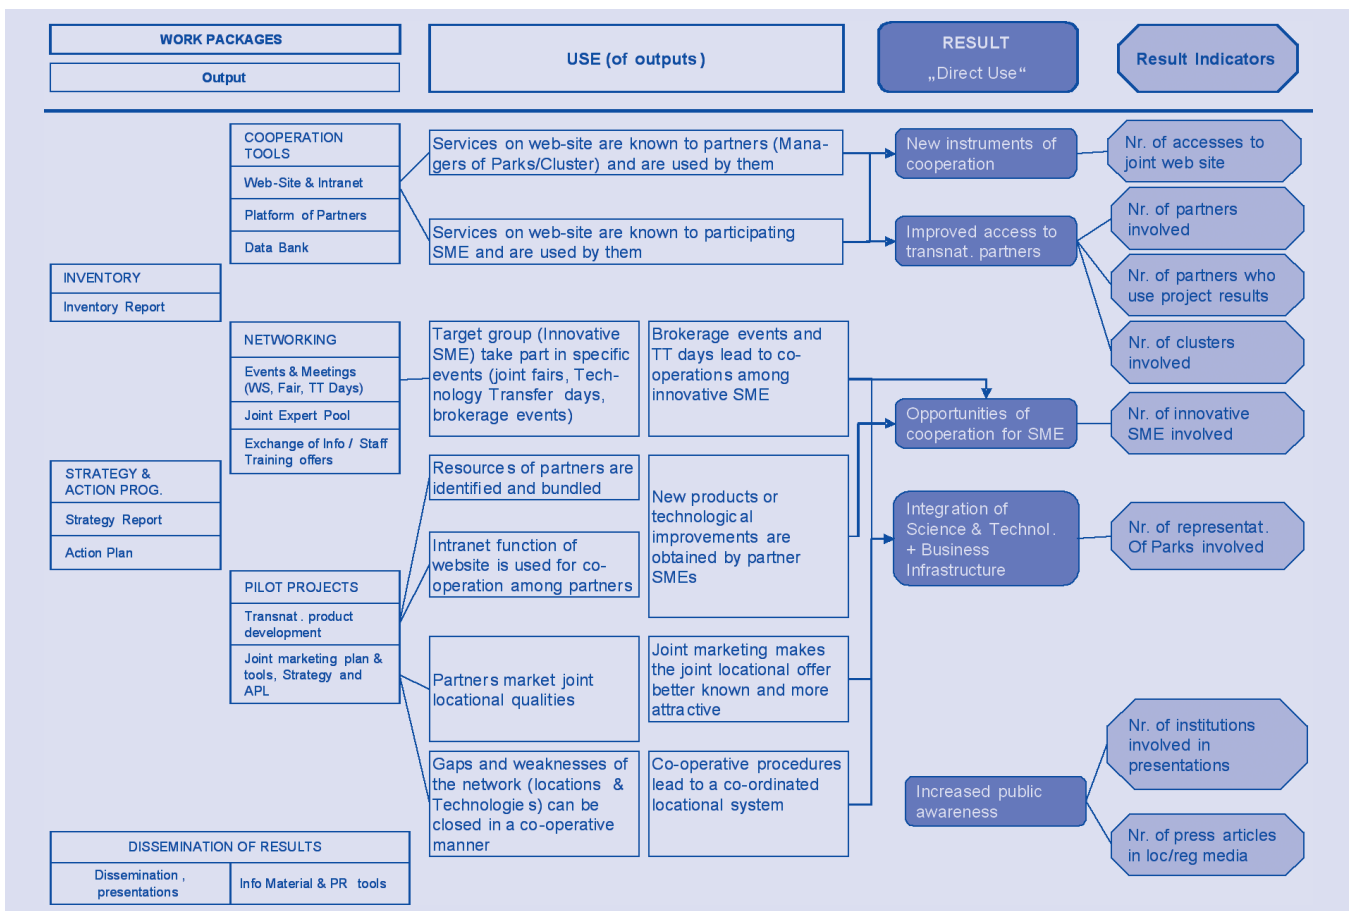 WORK PACKAGES
Output
USE (of outputs)
RESULT
„Direct Use“
Result Indicators
COOPERATION
TOOLS
Web-Site & Intranet
Platform of Partners
Data Bank
Services on web-site are known to partners (Mana-
gers of Parks/Cluster) and are used by them
Services on web-site are known to participating
SME and are used by them
New instruments of
cooperation
Improved access to
transnat. partners
Nr. of accesses to
joint web site
Nr. of partners
involved
Nr. of partners who
use project results
Nr. of clusters
involved
INVENTORY
Inventory Report
NETWORKING
Events & Meetings
(WS, Fair, TT Days)
Joint Expert Pool
Exchange of Info / Staff
Training offers
Target group (Innovative
SME) take part in specific
events (joint fairs, Tech-
nology Transfer days,
brokerage events)
Brokerage events and
TT days lead to co-
operations among
innovative SME
Opportunities of
cooperation for SME
Nr. of innovative
SME involved
STRATEGY &
ACTION PROG.
Strategy Report
Action Plan
Resources of partners are
identified and bundled
Intranet function of
website is used for co-
operation among partners
New products or
technological
improvements are
obtained by partner
SMEs
Integration of
Science & Technol.
+ Business
Infrastructure
Nr. of representat.
Of Parks involved
PILOT PROJECTS
Transnat. product
development
Joint marketing plan &
tools, Strategy and
APL
Partners market joint
locational qualities
Joint marketing makes
the joint locational offer
better known and more
attractive
Gaps and weaknesses of
the network (locations &
Technologies) can be
closed in a co-operative
manner
Co-operative procedures
lead to a co-ordinated
locational system
Increased public
awareness
Nr. of institutions
involved in
presentations
Nr. of press articles
in loc/reg media
DISSEMINATION OF RESULTS
Dissemination,
presentations
Info Material & PR tools